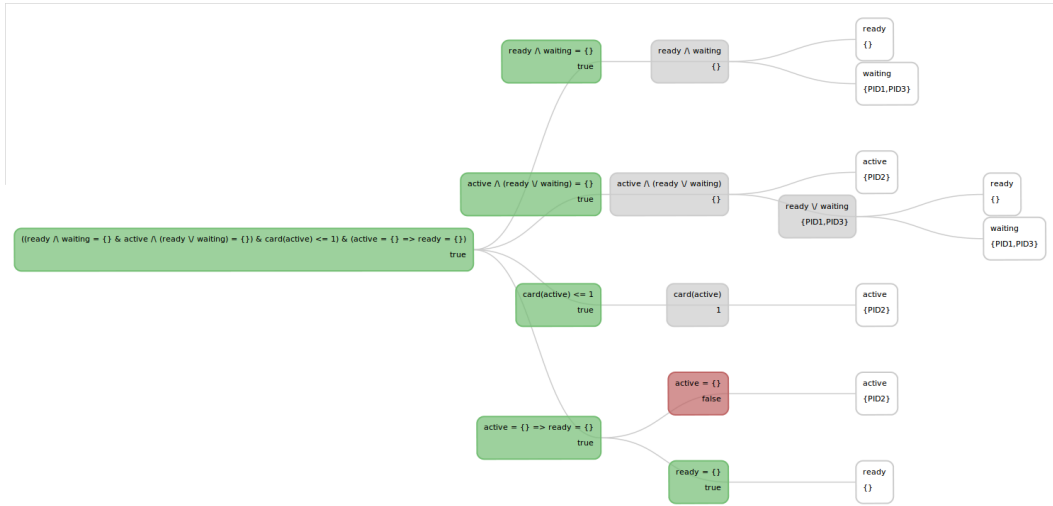 ready /\ waiting = {}
true
ready /\ waiting
{}
ready
{}
waiting
{PID1,PID3}
active /\ (ready \/ waiting) = {}
true
active /\ (ready \/ waiting)
{}
active
{PID2}
ready \/ waiting
{PID1,PID3}
ready
{}
waiting
{PID1,PID3}
((ready /\ waiting = {} & active /\ (ready \/ waiting) = {}) & card(active) <= 1) & (active = {} => ready = {})
true
card(active) <= 1
true
card(active)
1
active
{PID2}
active = {} => ready = {}
true
active = {}
false
active
{PID2}
ready = {}
true
ready
{}